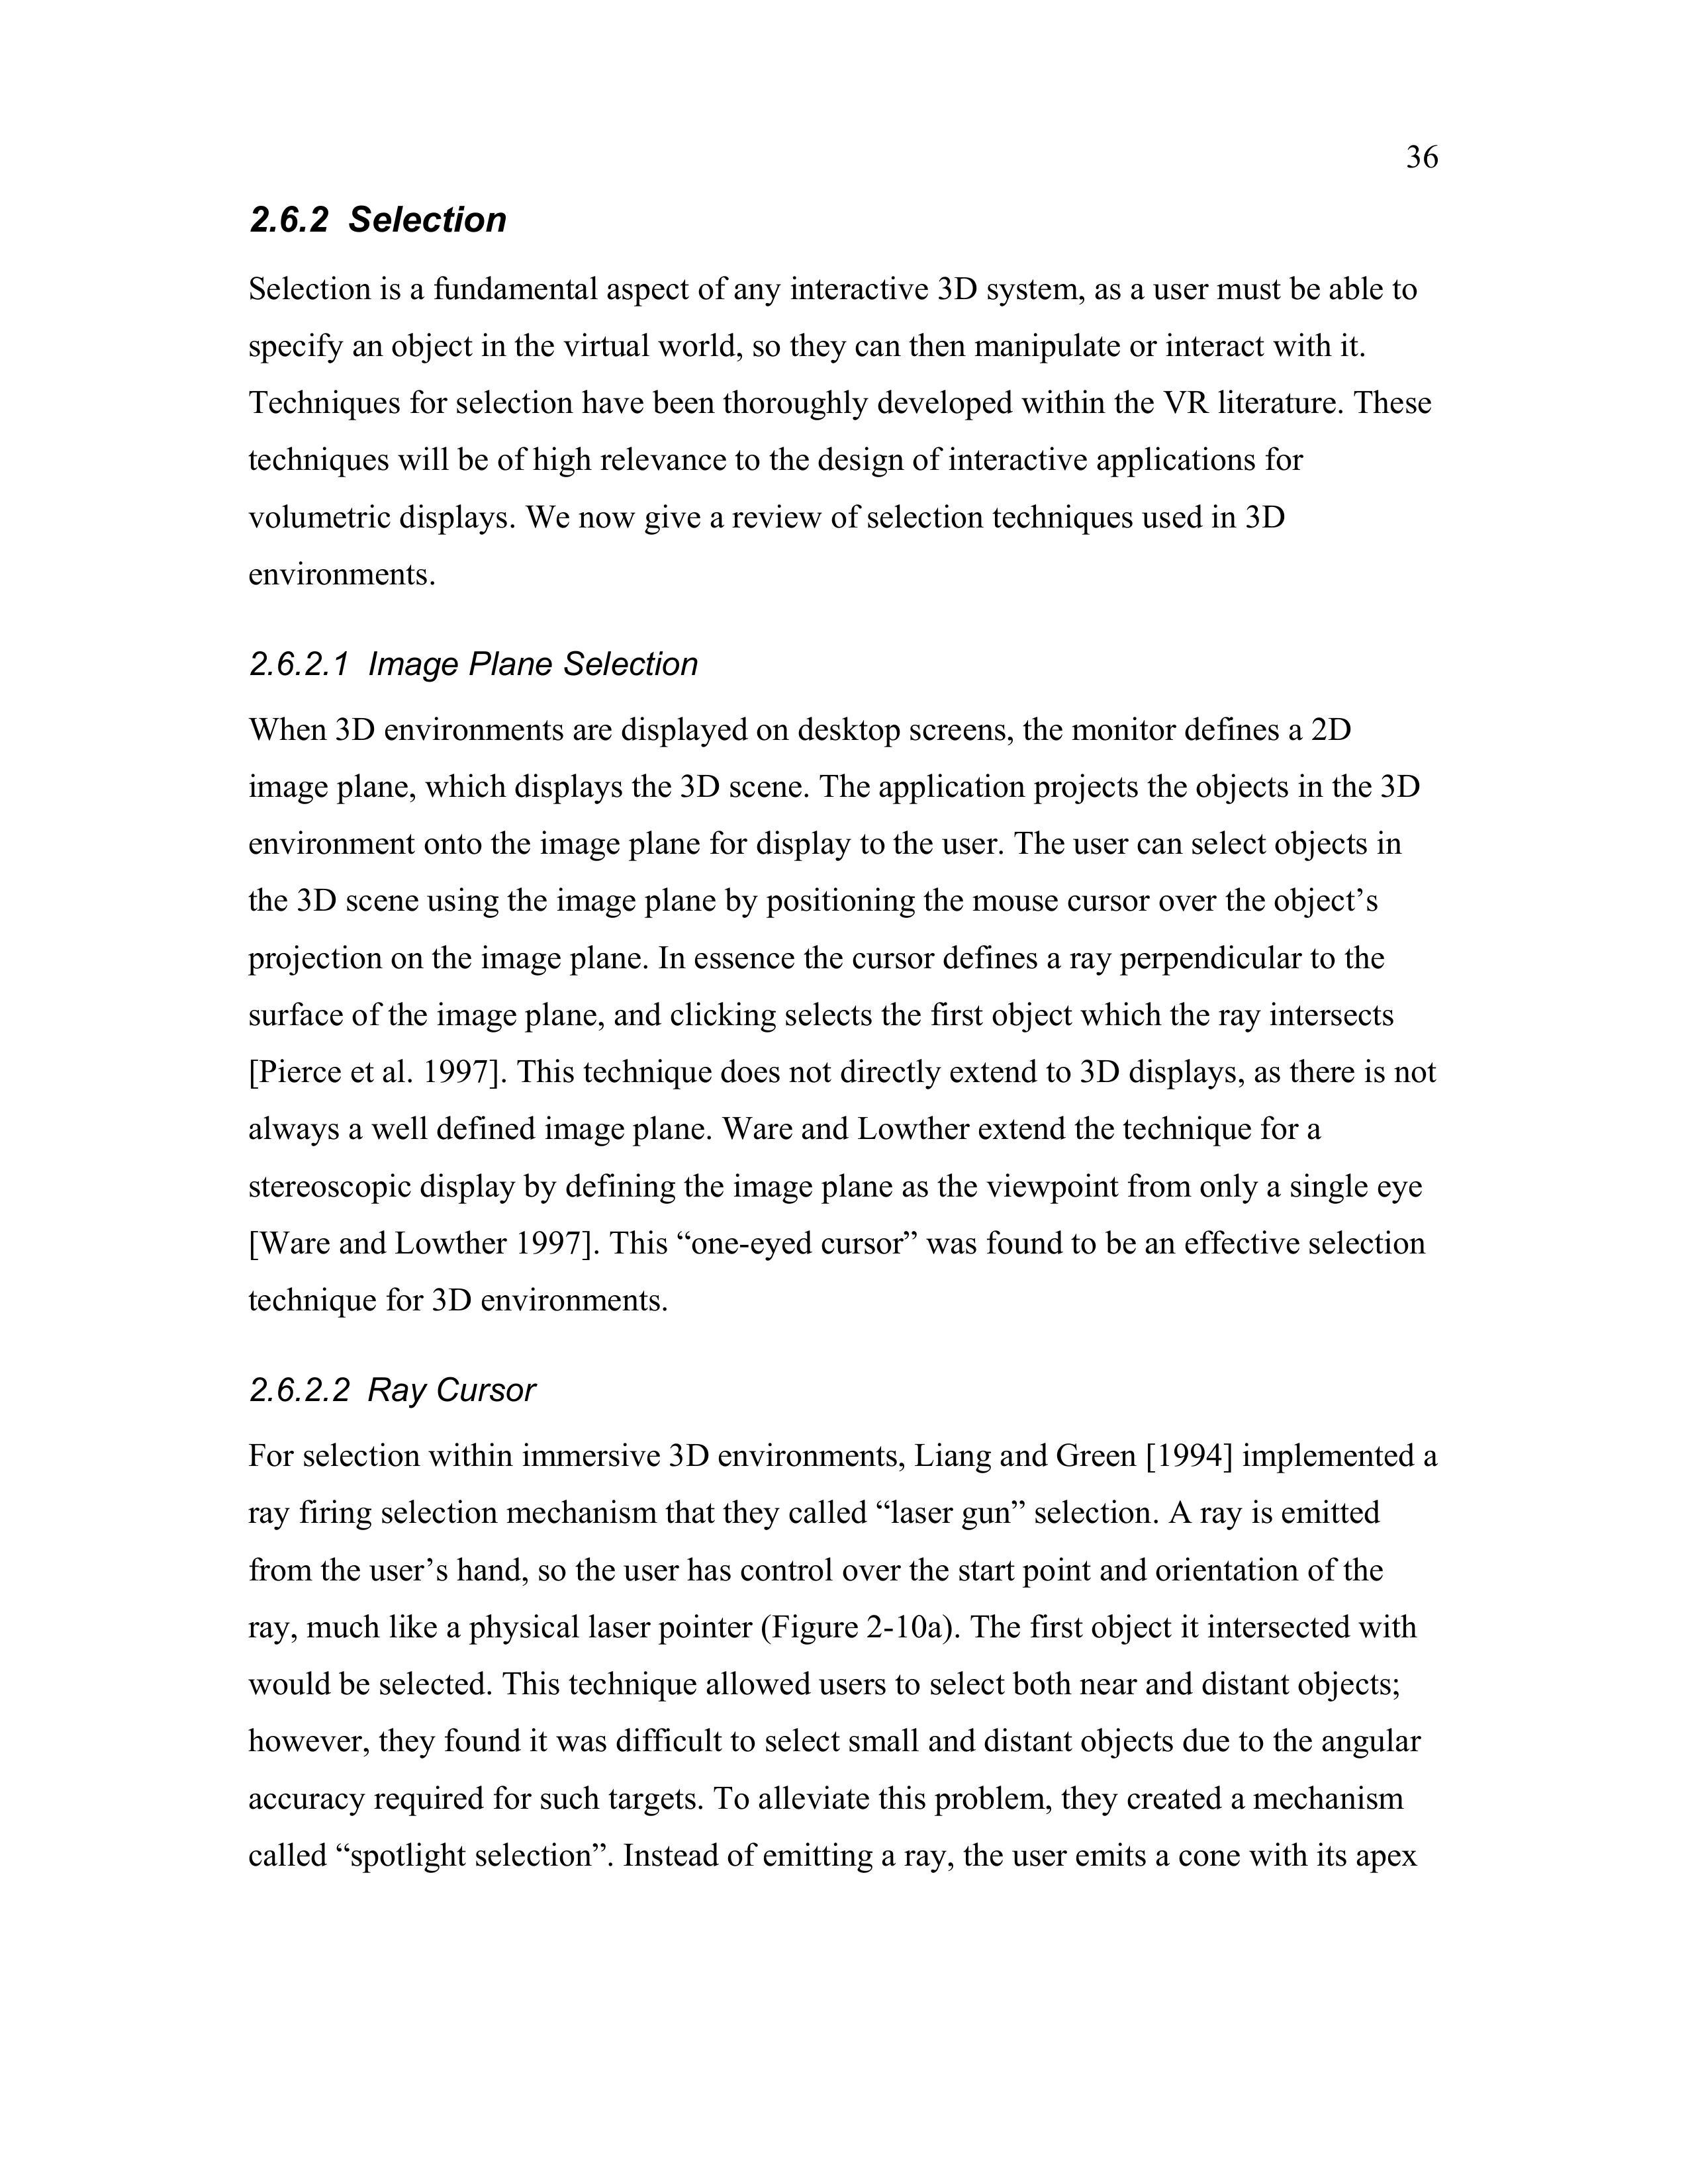 36
2.6.2 Selection
Selection is a fundamental aspect of any interactive 3D system, as a user must be able to
specify an object in the virtual world, so they can then manipulate or interact with it.
Techniques for selection have been thoroughly developed within the VR literature. These
techniques will be of high relevance to the design of interactive applications for
volumetric displays. We now give a review of selection techniques used in 3D
environments.
2.6.2.1 Image Plane Selection
When 3D environments are displayed on desktop screens, the monitor defines a 2D
image plane, which displays the 3D scene. The application projects the objects in the 3D
environment onto the image plane for display to the user. The user can select objects in
the 3D scene using the image plane by positioning the mouse cursor over the object’s
projection on the image plane. In essence the cursor defines a ray perpendicular to the
surface of the image plane, and clicking selects the first object which the ray intersects
[Pierce et al. 1997]. This technique does not directly extend to 3D displays, as there is not
always a well defined image plane. Ware and Lowther extend the technique for a
stereoscopic display by defining the image plane as the viewpoint from only a single eye
[Ware and Lowther 1997]. This “one-eyed cursor” was found to be an effective selection
technique for 3D environments.
2.6.2.2 Ray Cursor
For selection within immersive 3D environments, Liang and Green [1994] implemented a
ray firing selection mechanism that they called “laser gun” selection. A ray is emitted
from the user’s hand, so the user has control over the start point and orientation of the
ray, much like a physical laser pointer (Figure 2-10a). The first object it intersected with
would be selected. This technique allowed users to select both near and distant objects;
however, they found it was difficult to select small and distant objects due to the angular
accuracy required for such targets. To alleviate this problem, they created a mechanism
called “spotlight selection”. Instead of emitting a ray, the user emits a cone with its apex